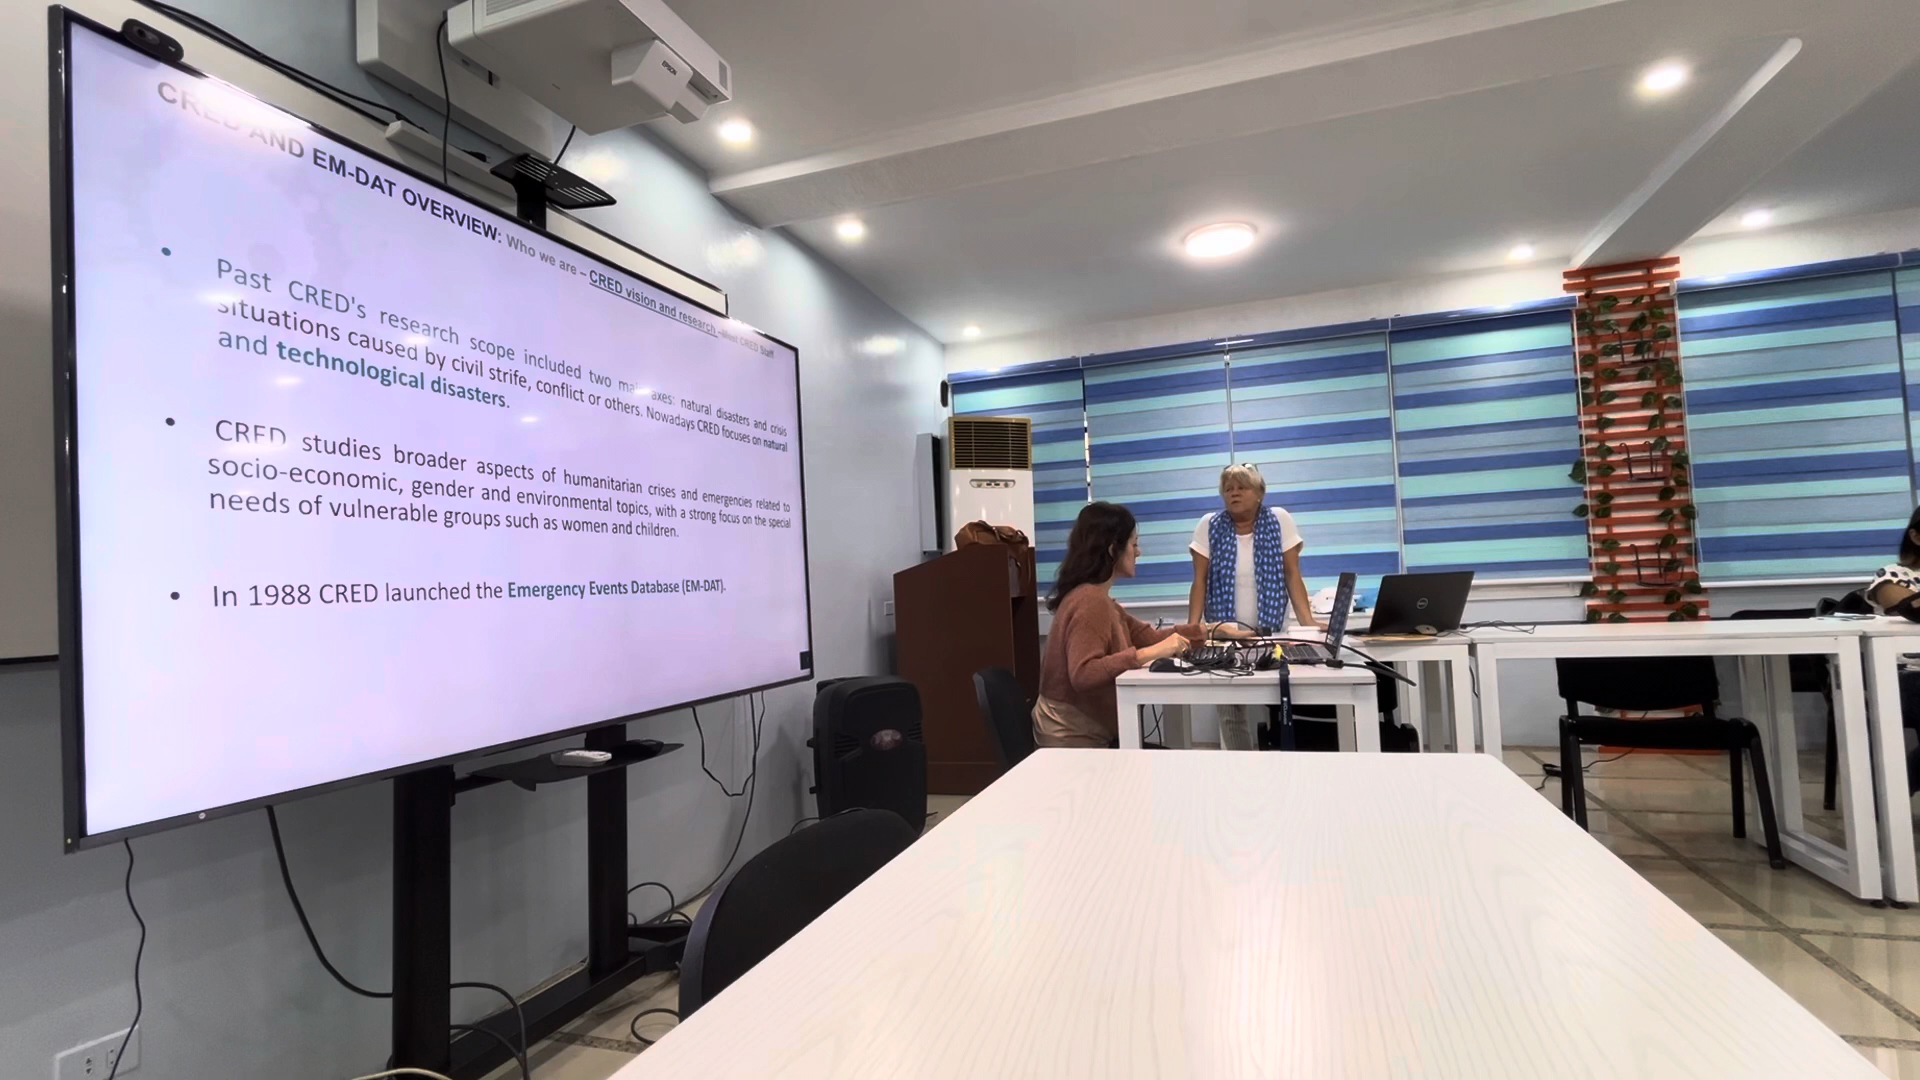 EPSON
CRED AND EM-DAT OVERVIEW: Who we are – CRED vision and research -Meet CRED Staff
• Past CRED's research scope included two main axes: natural disasters and crisis
situations caused by civil strife, conflict or others. Nowadays CRED focuses on natural
and technological disasters.
• CRED studies broader aspects of humanitarian crises and emergencies related to
socio-economic, gender and environmental topics, with a strong focus on the special
needs of vulnerable groups such as women and children.
• In 1988 CRED launched the Emergency Events Database (EM-DAT).
DELL